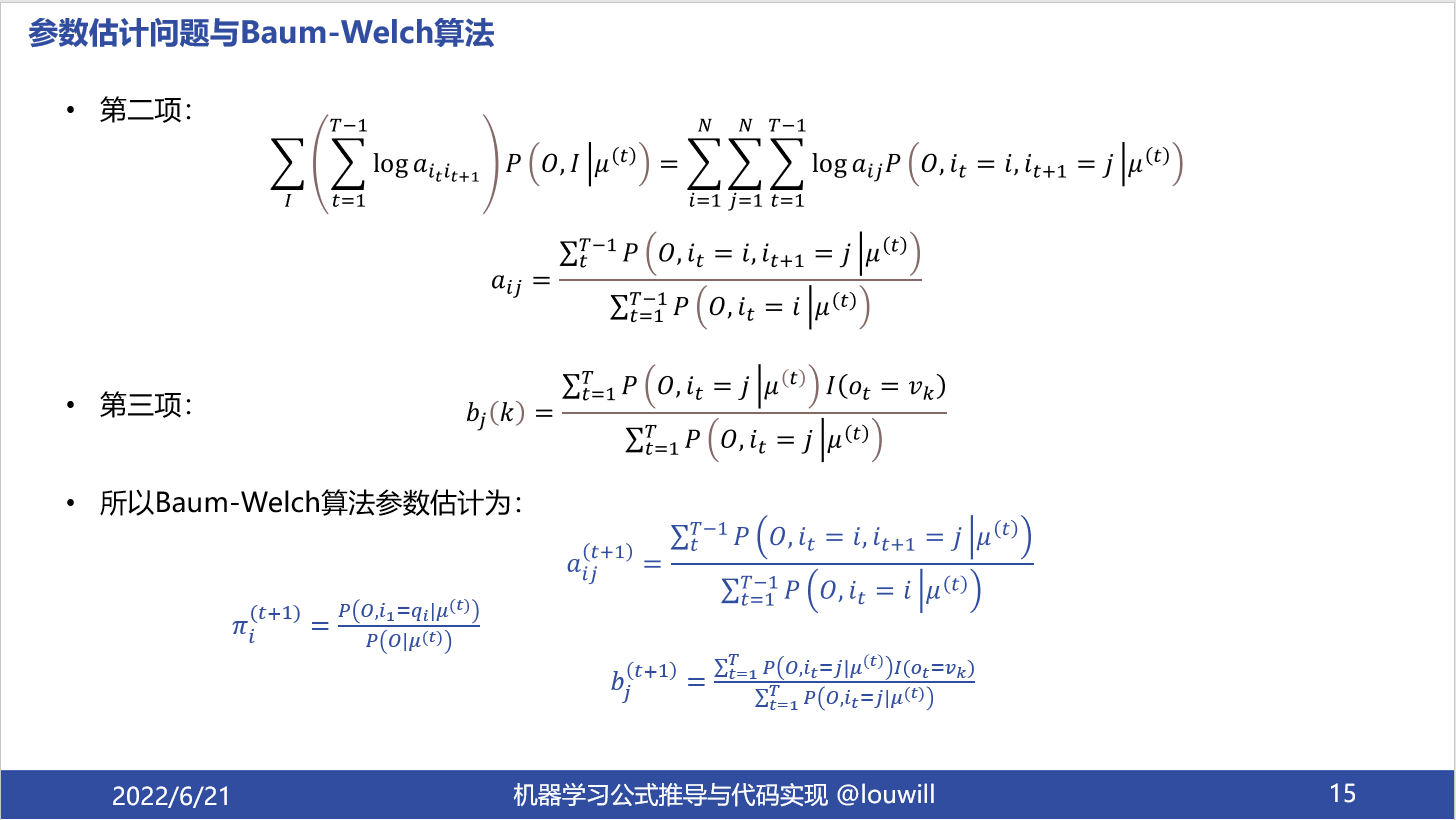 参数估计问题与Baum-Welch算法
• 第二项：
$\sum_{I}\left(\sum_{t=1}^{T-1}\log a_{i_t i_{t+1}}\right)P\left(O,I\middle|\mu^{(t)}\right)=\sum_{i=1}^{N}\sum_{j=1}^{N}\sum_{t=1}^{T-1}\log a_{ij}P\left(O,i_t=i,i_{t+1}=j\middle|\mu^{(t)}\right)$
$a_{ij}=\frac{\sum_{t}^{T-1}P\left(O,i_t=i,i_{t+1}=j\middle|\mu^{(t)}\right)}{\sum_{t=1}^{T-1}P\left(O,i_t=i\middle|\mu^{(t)}\right)}$
• 第三项：
$b_j(k)=\frac{\sum_{t=1}^{T}P\left(O,i_t=j\middle|\mu^{(t)}\right)I(o_t=v_k)}{\sum_{t=1}^{T}P\left(O,i_t=j\middle|\mu^{(t)}\right)}$
• 所以Baum-Welch算法参数估计为：
$a_{ij}^{(t+1)}=\frac{\sum_{t}^{T-1}P\left(O,i_t=i,i_{t+1}=j\middle|\mu^{(t)}\right)}{\sum_{t=1}^{T-1}P\left(O,i_t=i\middle|\mu^{(t)}\right)}$
$\pi_i^{(t+1)}=\frac{P(O,i_1=q_i|\mu^{(t)})}{P(O|\mu^{(t)})}$
$b_j^{(t+1)}=\frac{\sum_{t=1}^{T}P(O,i_t=j|\mu^{(t)})I(o_t=v_k)}{\sum_{t=1}^{T}P(O,i_t=j|\mu^{(t)})}$
2022/6/21
机器学习公式推导与代码实现 @louwill
15